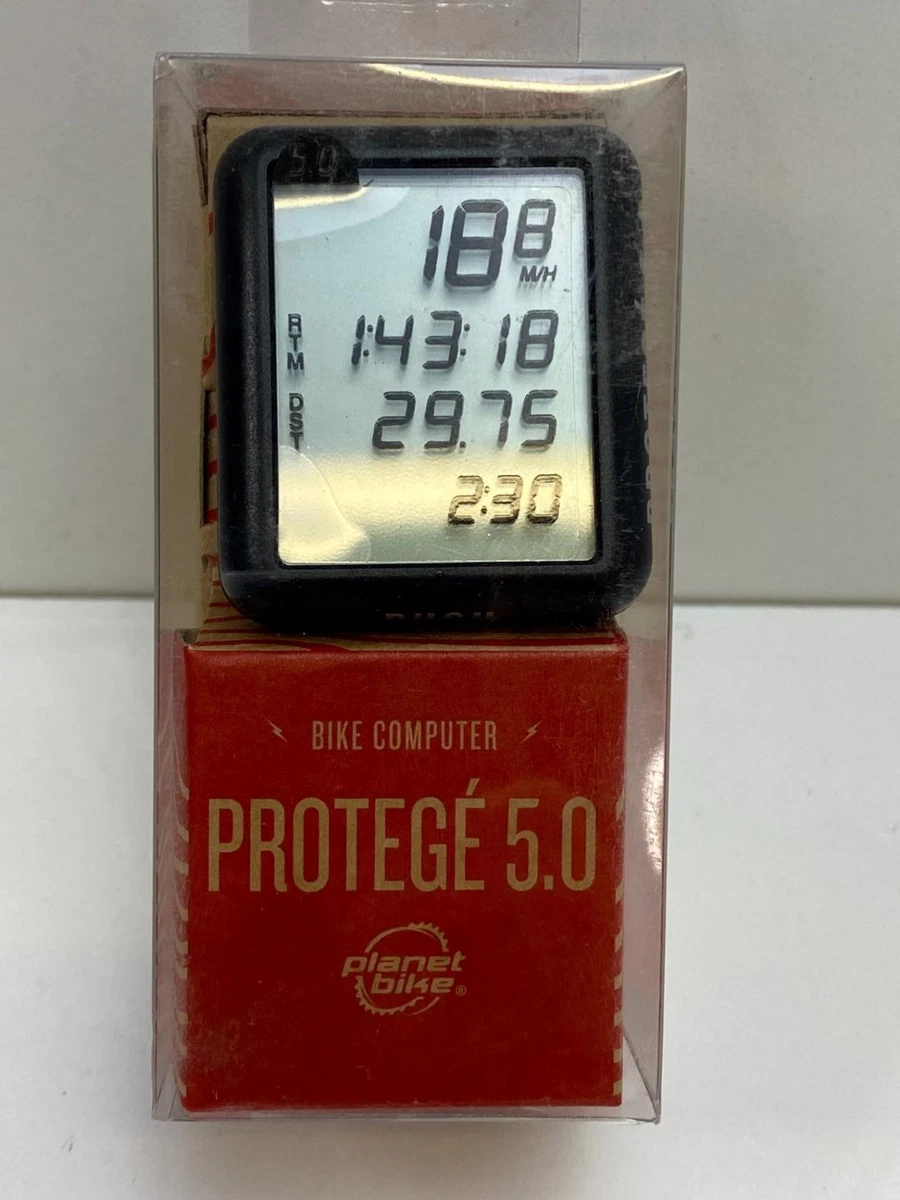 5.0
18.8
M/H
RTM 1:43:18
DST 29.75
2:30
PUSH
BIKE COMPUTER
PROTEGÉ 5.0
planet
bike®